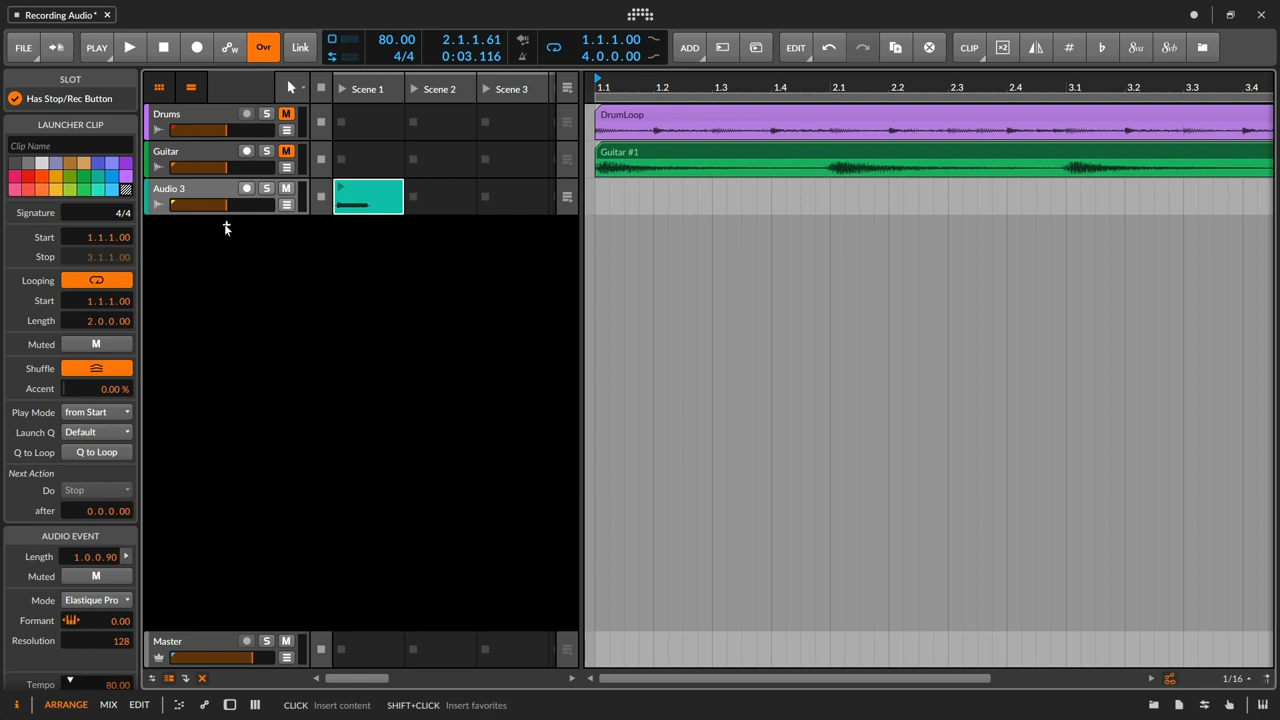 Recording Audio*
FILE
PLAY
Ovr
Link
80.00
4/4
2.1.1.61
0:03.116
1.1.1.00
4.0.0.00
ADD
EDIT
CLIP
8va
8vb
SLOT
Has Stop/Rec Button
LAUNCHER CLIP
Clip Name
Signature 4/4
Start 1.1.1.00
Stop 3.1.1.00
Looping
Start 1.1.1.00
Length 2.0.0.00
Muted M
Shuffle
Accent 0.00 %
Play Mode from Start
Launch Q Default
Q to Loop Q to Loop
Next Action
Do Stop
after 0.0.0.00
AUDIO EVENT
Length 1.0.0.90
Muted M
Mode Elastique Pro
Formant 0.00
Resolution 128
Tempo 80.00
Scene 1 Scene 2 Scene 3
Drums S M
Guitar S M
Audio 3 S M
Master S M
1.1 1.2 1.3 1.4 2.1 2.2 2.3 2.4 3.1 3.2 3.3 3.4
DrumLoop
Guitar #1
1/16
i ARRANGE MIX EDIT CLICK Insert content SHIFT+CLICK Insert favorites